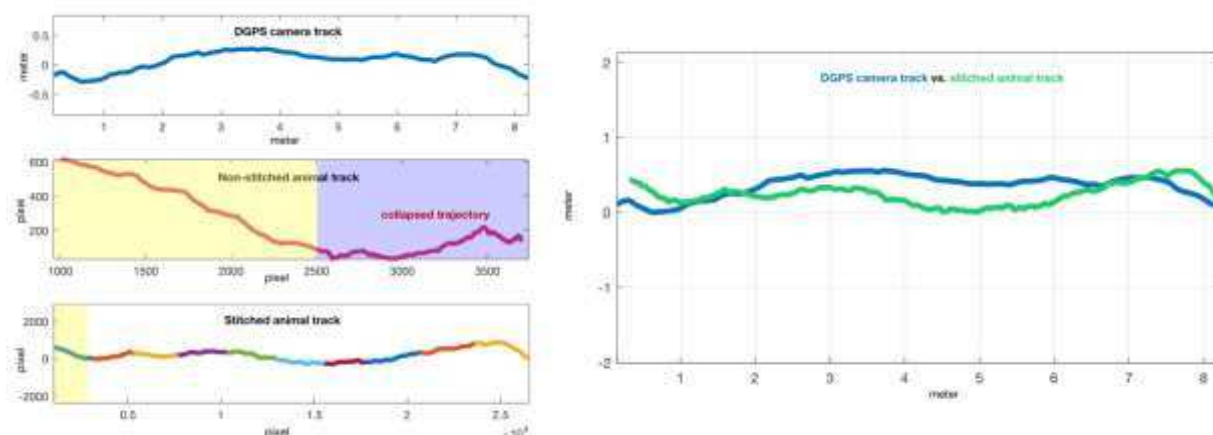 DGPS camera track
0.5
0
-0.5
meter
1 2 3 4 5 6 7 8
meter
Non-stitched animal track
collapsed trajectory
600
400
200
pixel
1000 1500 2000 2500 3000 3500
pixel
Stitched animal track
2000
0
-2000
pixel
0.5 1 1.5 2 2.5
pixel
DGPS camera track vs. stitched animal track
2
1
0
-1
-2
meter
1 2 3 4 5 6 7 8
meter